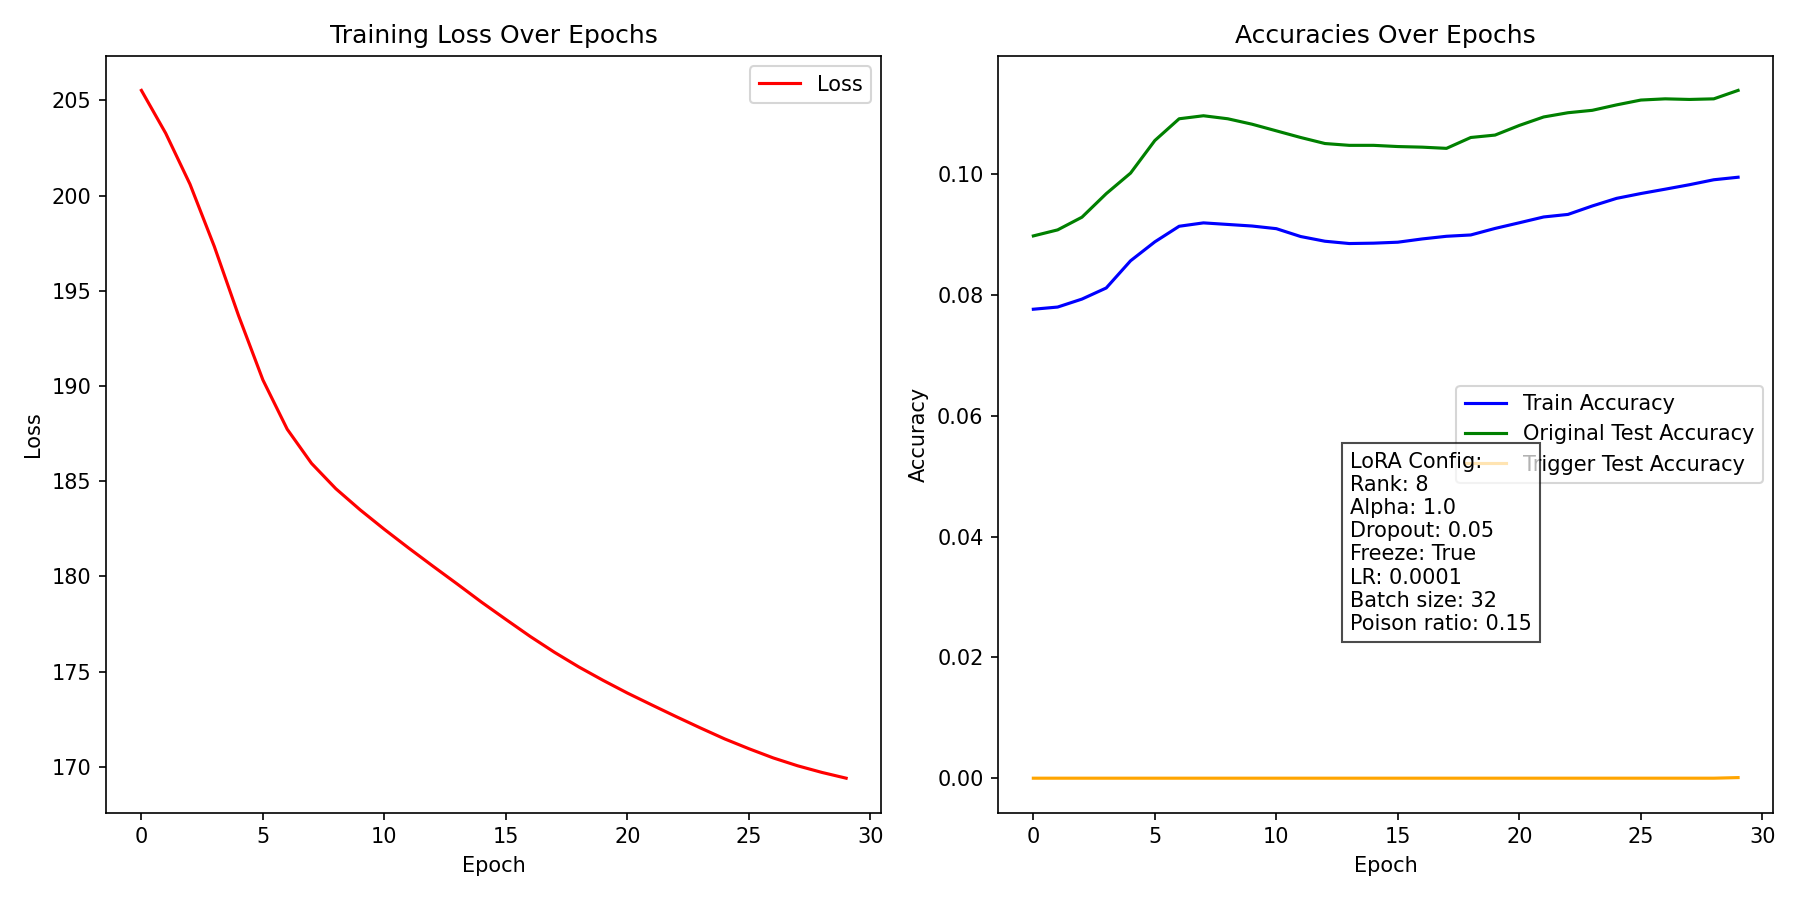 Training Loss Over Epochs
Loss
205
200
195
190
185
180
175
170
Loss
0
5
10
15
20
25
30
Epoch
Accuracies Over Epochs
0.10
0.08
0.06
0.04
0.02
0.00
Accuracy
Train Accuracy
Original Test Accuracy
Trigger Test Accuracy
LoRA Config:
Rank: 8
Alpha: 1.0
Dropout: 0.05
Freeze: True
LR: 0.0001
Batch size: 32
Poison ratio: 0.15
0
5
10
15
20
25
30
Epoch